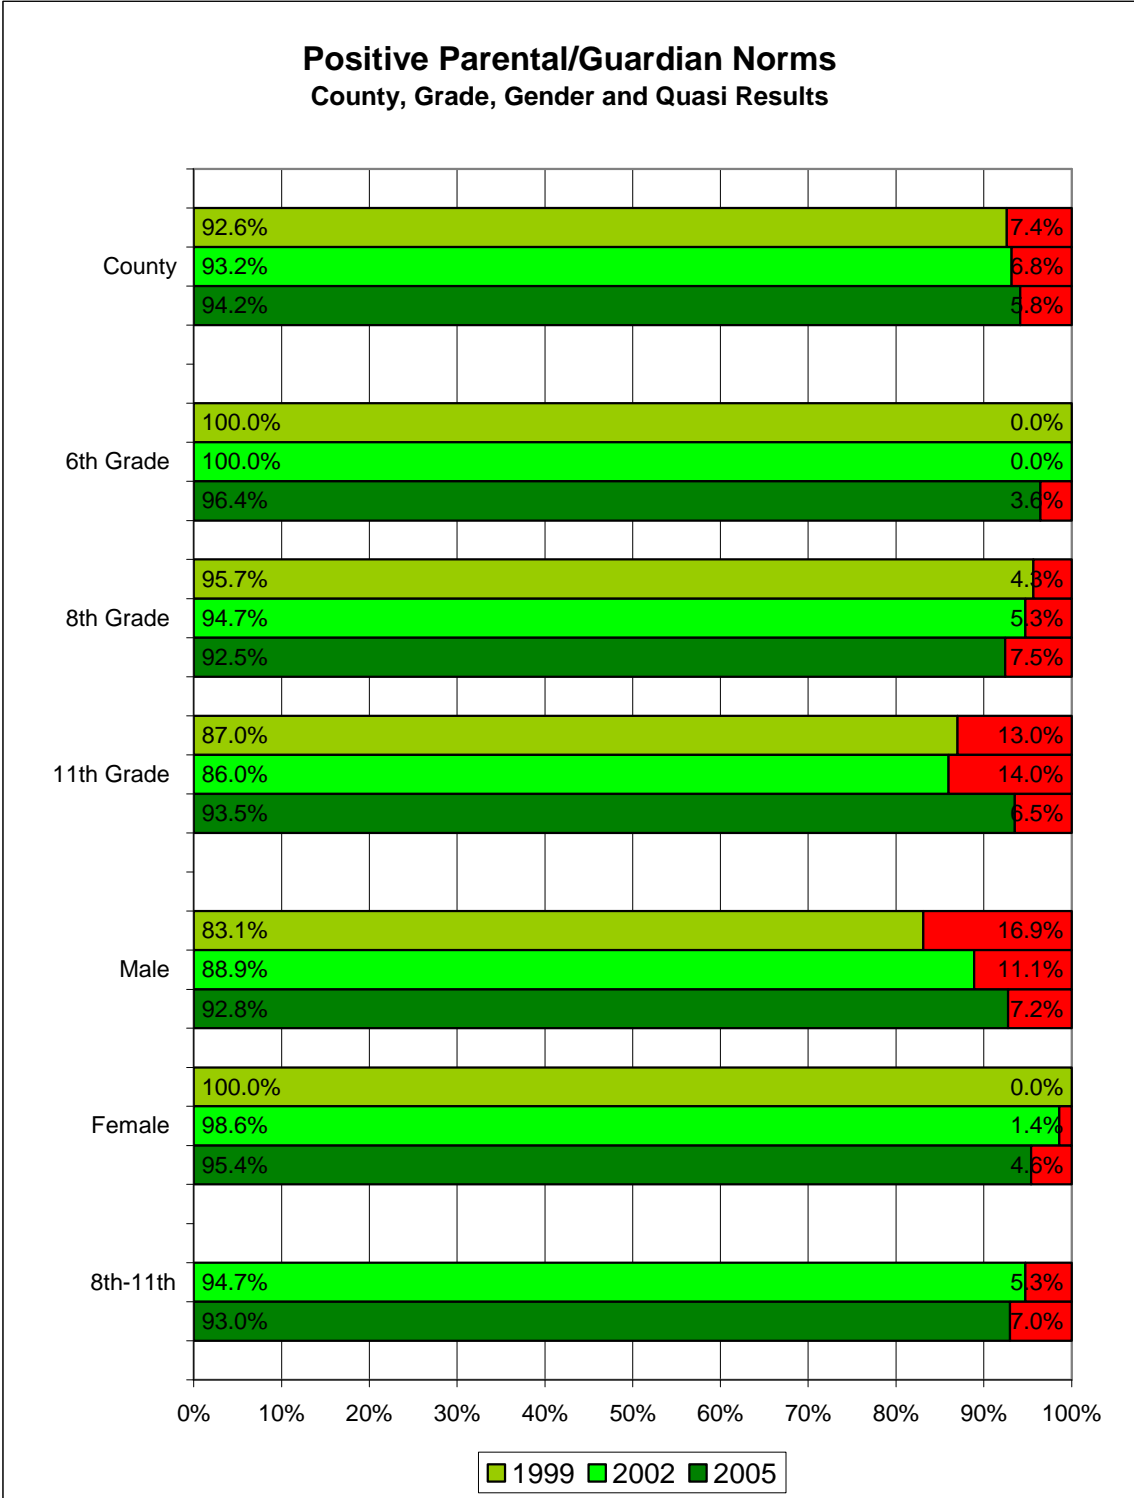 Positive Parental/Guardian Norms
County, Grade, Gender and Quasi Results
92.6% 7.4%
County 93.2% 6.8%
94.2% 5.8%
100.0% 0.0%
6th Grade 100.0% 0.0%
96.4% 3.6%
95.7% 4.3%
8th Grade 94.7% 5.3%
92.5% 7.5%
87.0% 13.0%
11th Grade 86.0% 14.0%
93.5% 6.5%
83.1% 16.9%
Male 88.9% 11.1%
92.8% 7.2%
100.0% 0.0%
Female 98.6% 1.4%
95.4% 4.6%
8th-11th 94.7% 5.3%
93.0% 7.0%
0% 10% 20% 30% 40% 50% 60% 70% 80% 90% 100%
1999 2002 2005